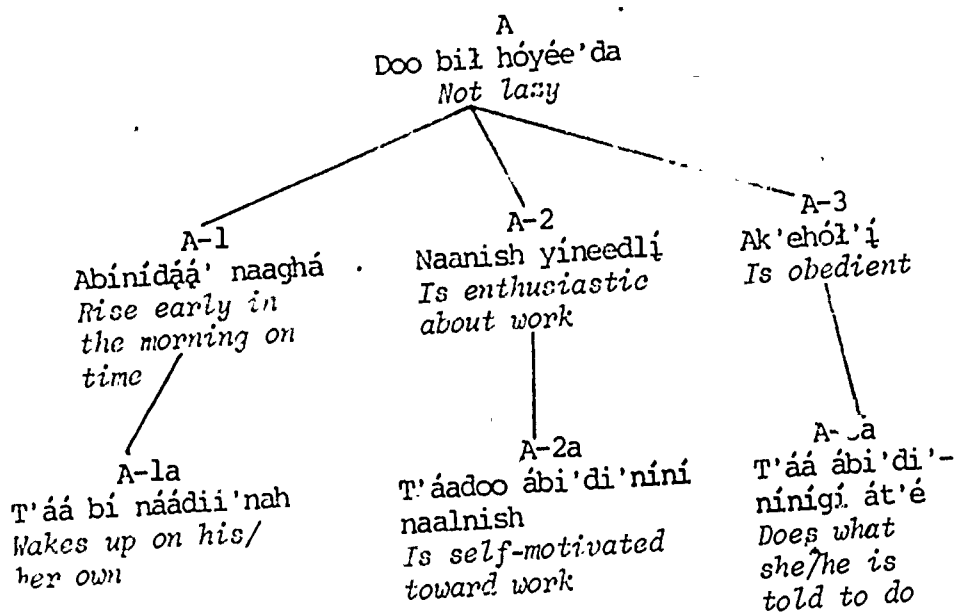 A
Doo bił hóyée'da
Not lazy
A-1
Abínídą́ą́' naaghá
Rise early in
the morning on
time
A-2
Naanish yíneedlį́
Is enthusiastic
about work
A-3
Ak'ehół'į́
Is obedient
A-1a
T'áá bí náádii'nah
Wakes up on his/
her own
A-2a
T'áadoo ábi'di'níní
naalnish
Is self-motivated
toward work
T'áá ábi'di'-
nínígí át'é
Does what
she/he is
told to do